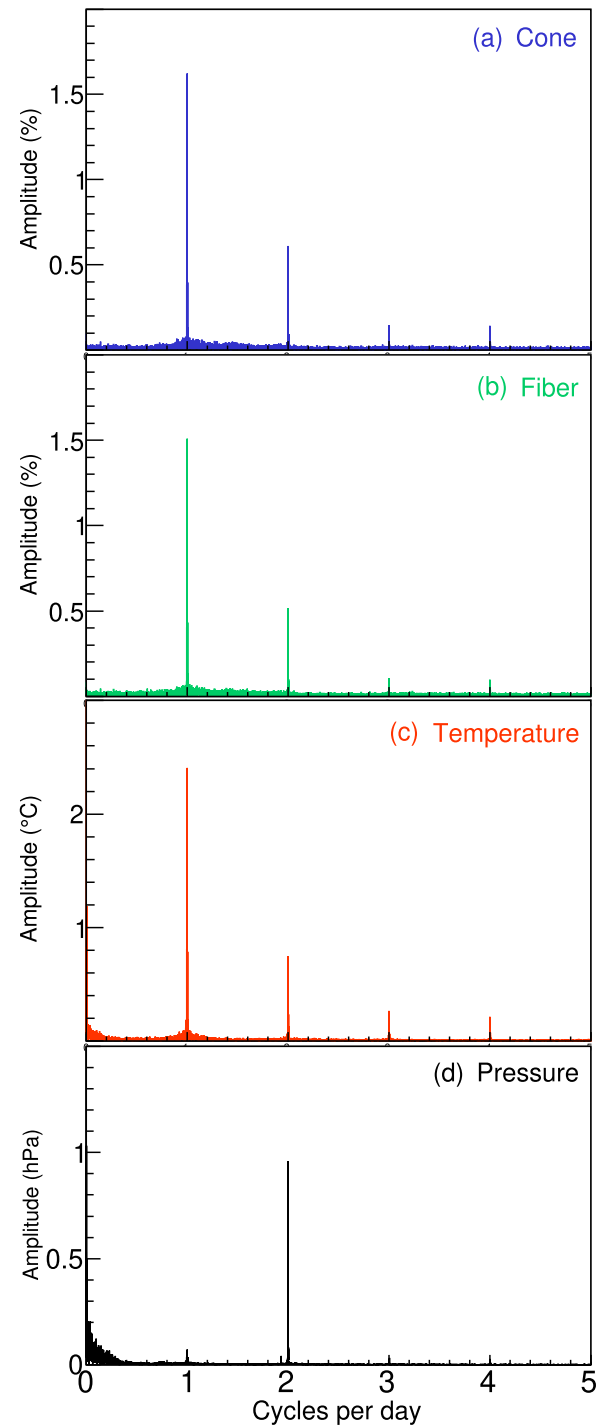 (a) Cone
1.5
1
0.5
Amplitude (%)
(b) Fiber
1.5
1
0.5
Amplitude (%)
(c) Temperature
2
1
Amplitude (°C)
(d) Pressure
1
0.5
0
Amplitude (hPa)
0 1 2 3 4 5
Cycles per day